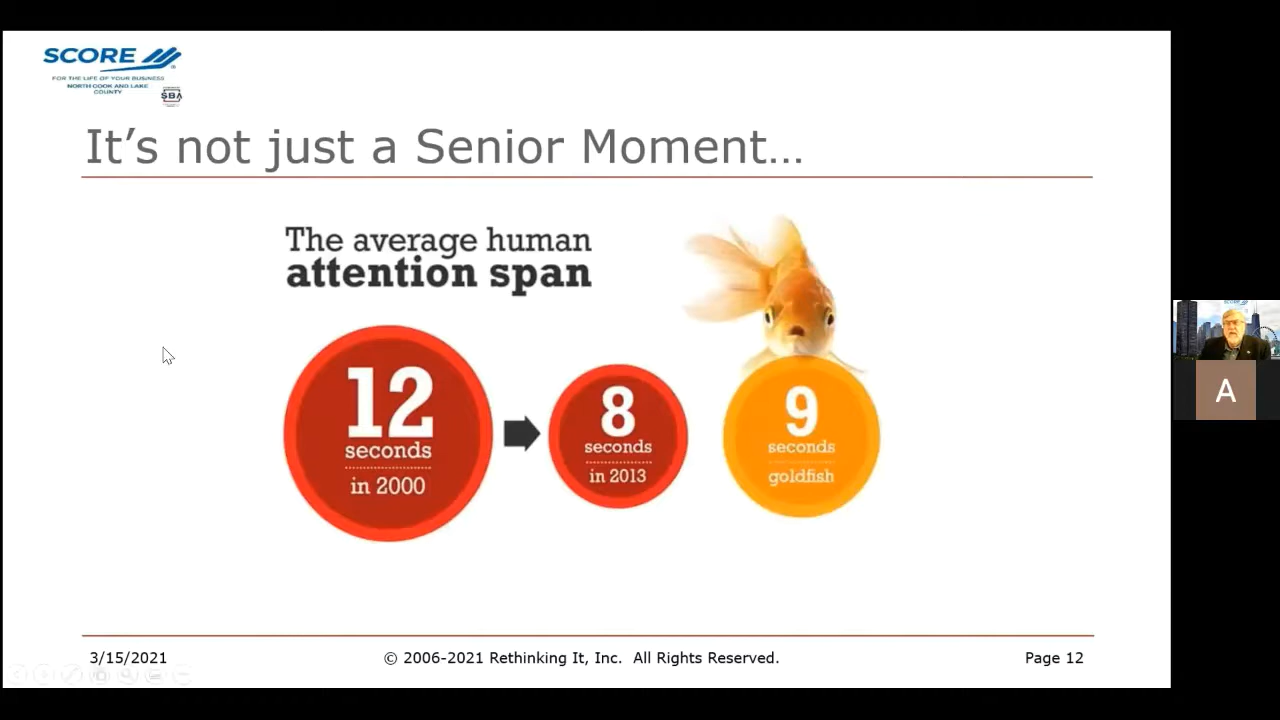 SCORE
FOR THE LIFE OF YOUR BUSINESS
NORTH COOK AND LAKE
COUNTY
SBA
It's not just a Senior Moment...
The average human
attention span
12
seconds
in 2000
8
seconds
in 2013
9
seconds
goldfish
A
3/15/2021
© 2006-2021 Rethinking It, Inc. All Rights Reserved.
Page 12